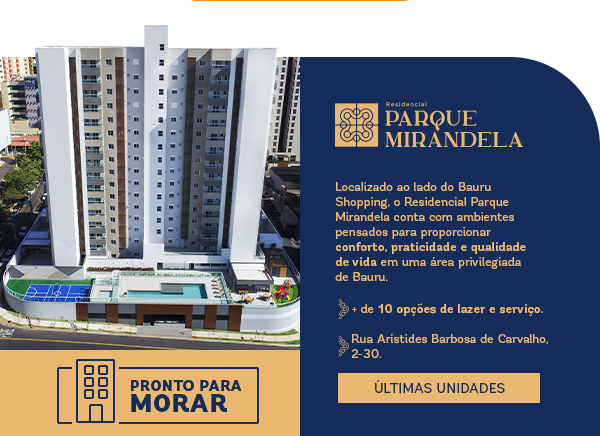 Residencial
PARQUE
MIRANDELA
Localizado ao lado do Bauru
Shopping, o Residencial Parque
Mirandela conta com ambientes
pensados para proporcionar
conforto, praticidade e qualidade
de vida em uma área privilegiada
de Bauru.
+ de 10 opções de lazer e serviço.
Rua Aristides Barbosa de Carvalho,
2-30.
ÚLTIMAS UNIDADES
PRONTO PARA
MORAR